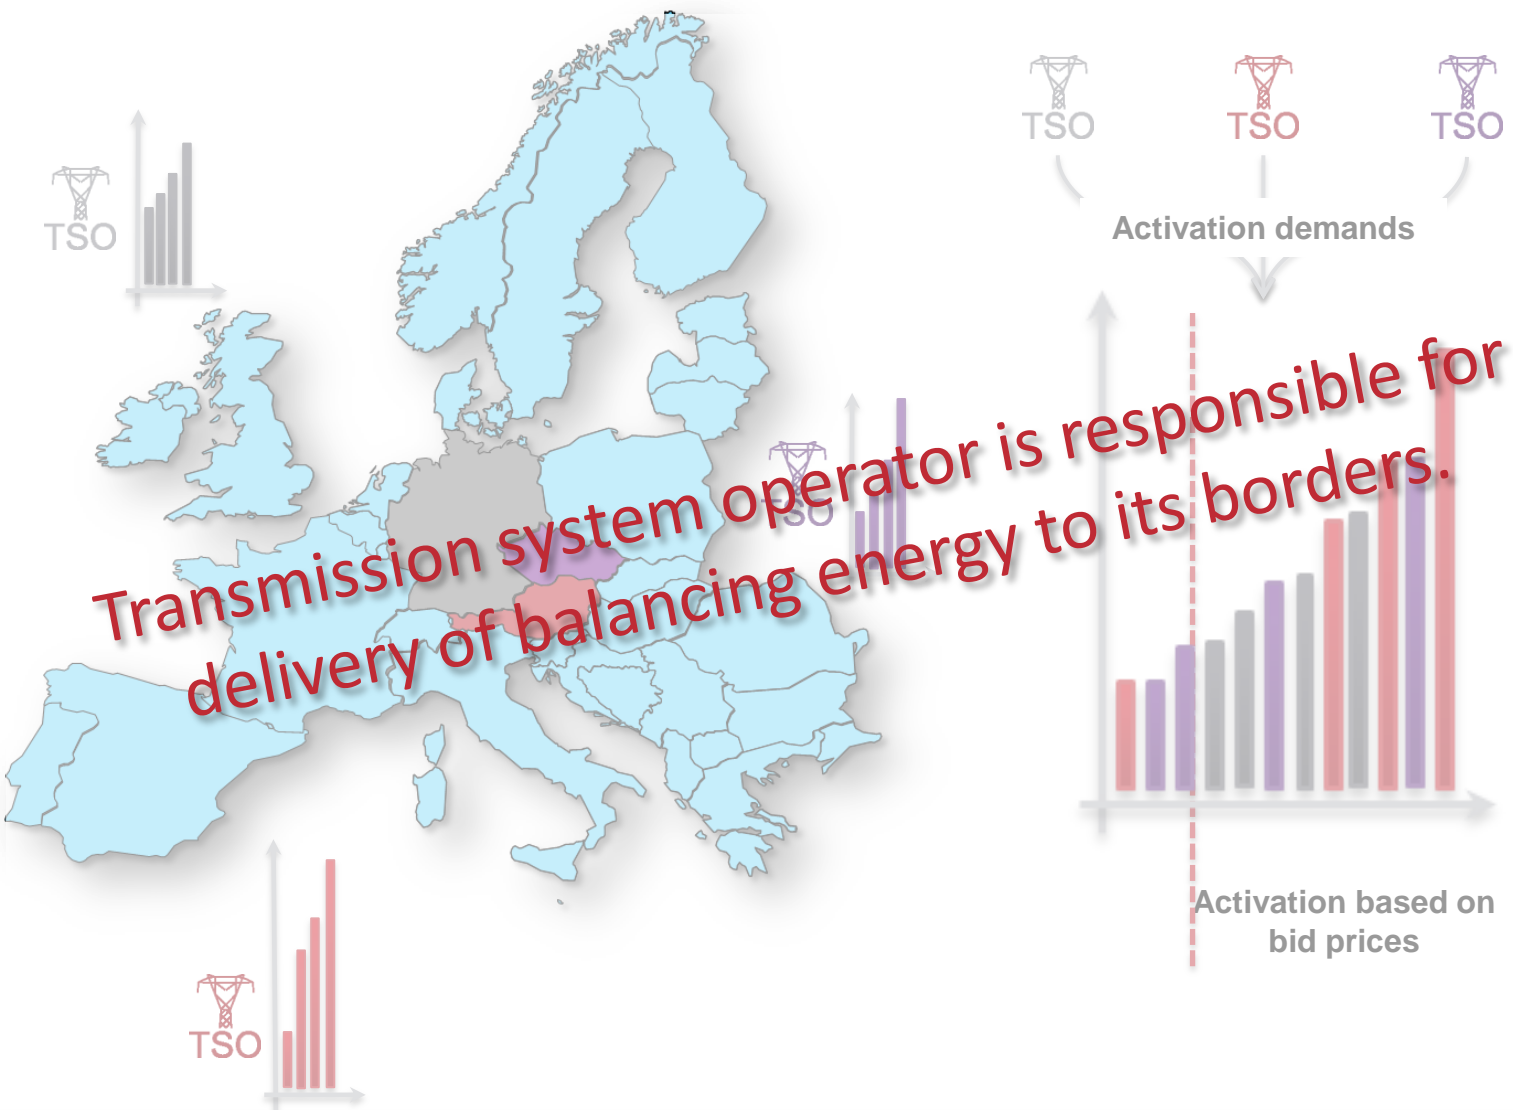 TSO
TSO
TSO
TSO
Activation demands
Transmission system operator is responsible for
delivery of balancing energy to its borders.
TSO
Activation based on
bid prices
TSO